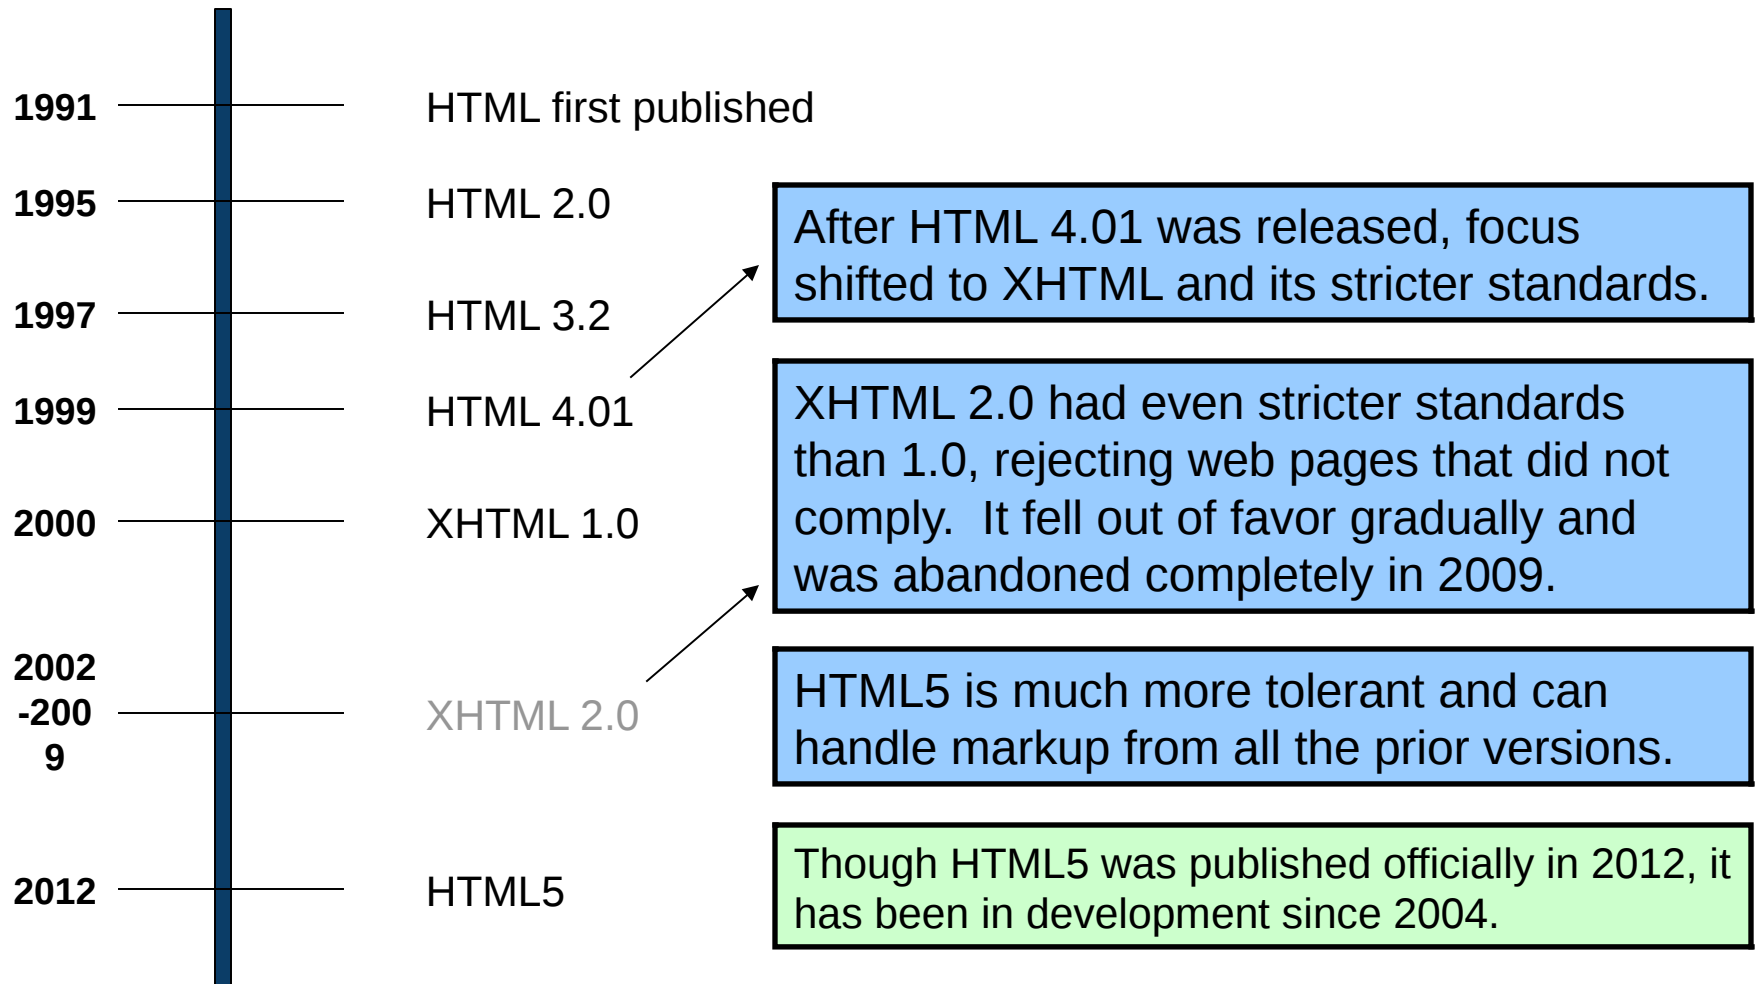 1991 HTML first published
1995 HTML 2.0
After HTML 4.01 was released, focus
shifted to XHTML and its stricter standards.
1997 HTML 3.2
1999 HTML 4.01
XHTML 2.0 had even stricter standards
than 1.0, rejecting web pages that did not
comply.  It fell out of favor gradually and
was abandoned completely in 2009.
2000 XHTML 1.0
2002
-200
9
XHTML 2.0
HTML5 is much more tolerant and can
handle markup from all the prior versions.
2012 HTML5
Though HTML5 was published officially in 2012, it
has been in development since 2004.